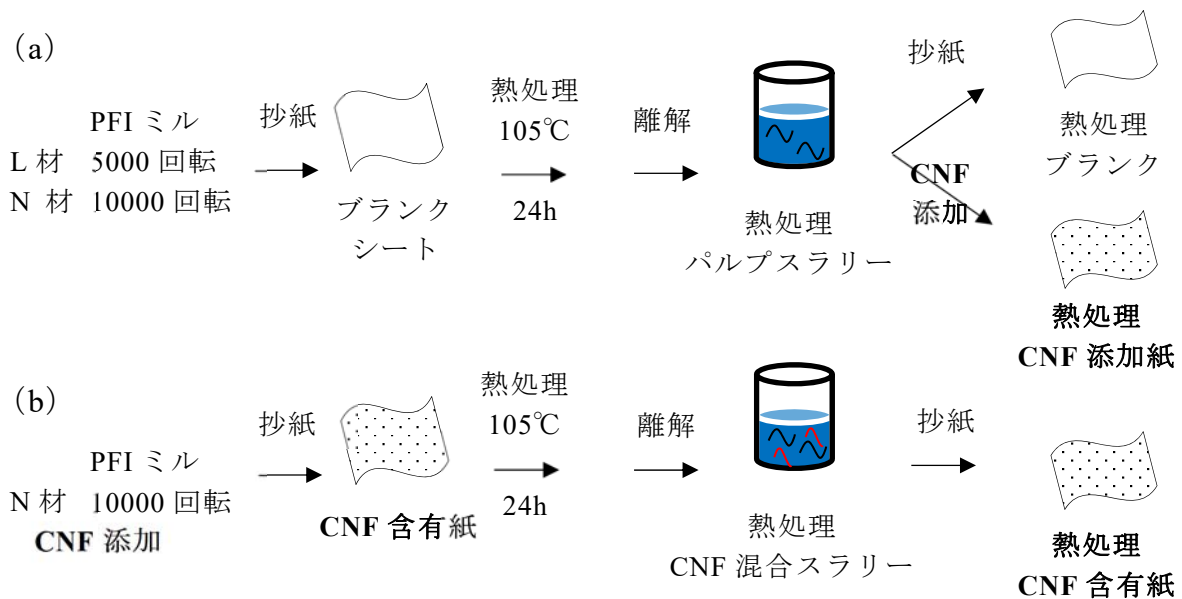 (a)
PFI ミル
L 材 5000 回転
N 材 10000 回転
抄紙
ブランク
シート
熱処理
105℃
24h
離解
熱処理
パルプスラリー
抄紙
CNF
添加
熱処理
ブランク
熱処理
CNF 添加紙
(b)
PFI ミル
N 材 10000 回転
CNF 添加
抄紙
CNF 含有紙
熱処理
105℃
24h
離解
熱処理
CNF 混合スラリー
抄紙
熱処理
CNF 含有紙